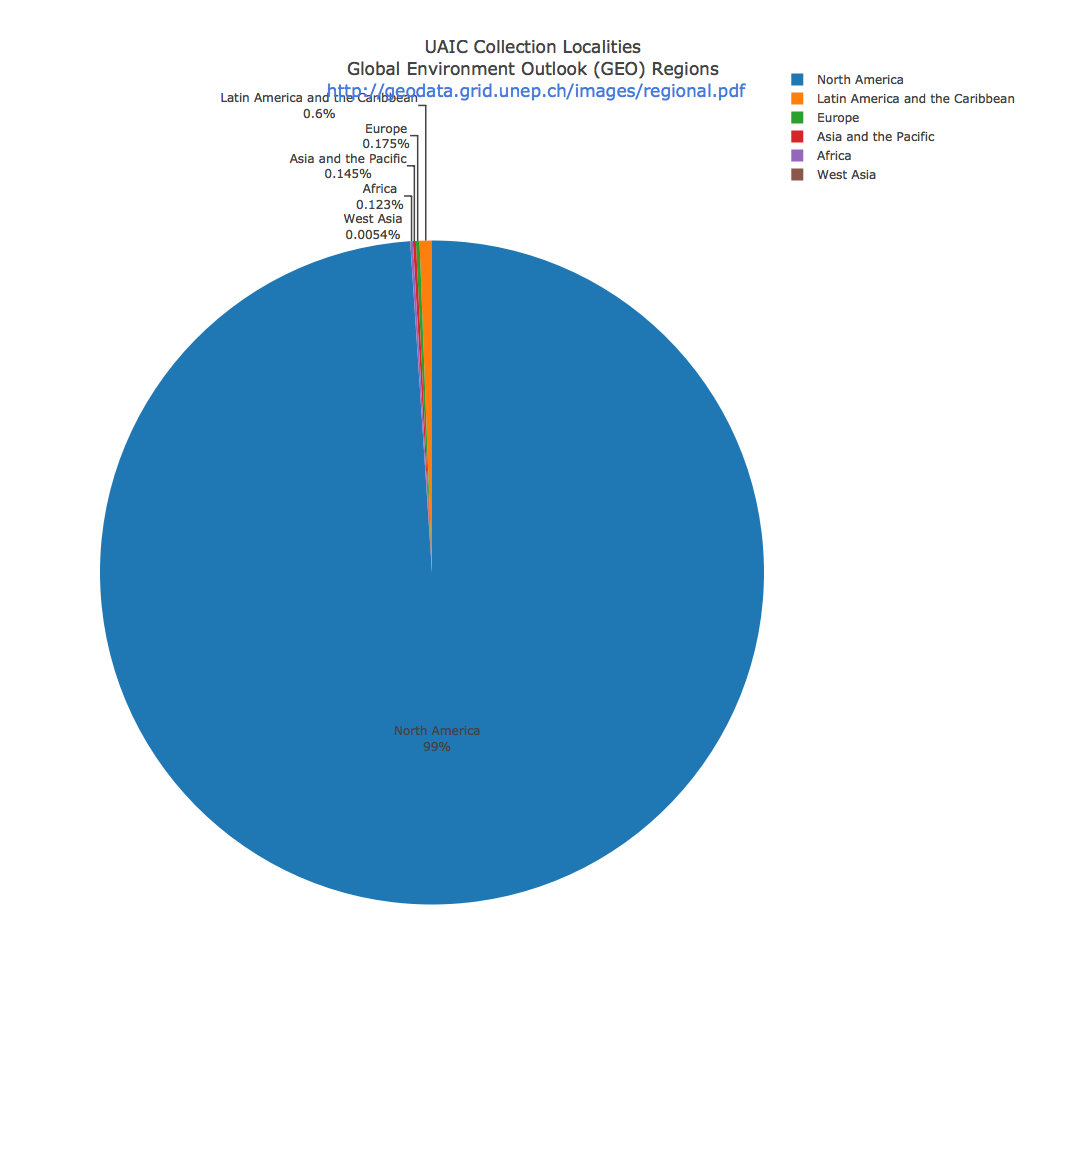 UAIC Collection Localities
Global Environment Outlook (GEO) Regions
http://geodata.grid.unep.ch/images/regional.pdf
Latin America and the Caribbean
0.6%
Europe
0.175%
Asia and the Pacific
0.145%
Africa
0.123%
West Asia
0.0054%
North America
99%
North America
Latin America and the Caribbean
Europe
Asia and the Pacific
Africa
West Asia